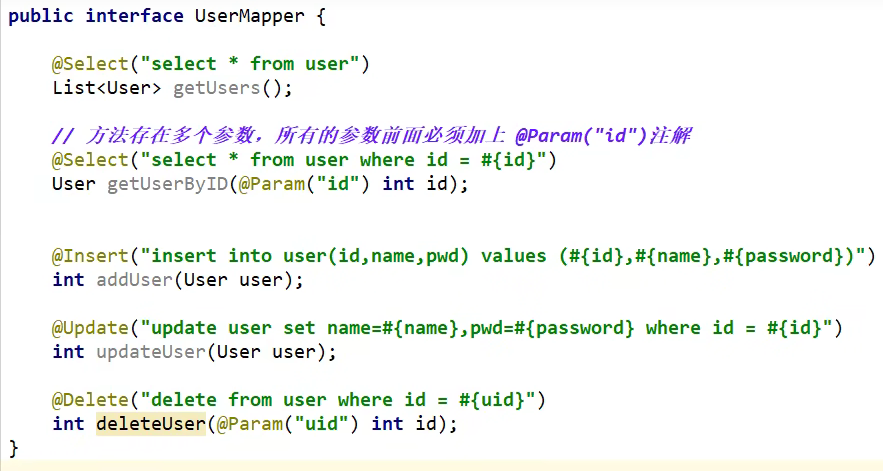 public interface UserMapper {
@Select("select * from user")
List<User> getUsers();
// 方法存在多个参数，所有的参数前面必须加上 @Param("id")注解
@Select("select * from user where id = #{id}")
User getUserByID(@Param("id") int id);
@Insert("insert into user(id,name,pwd) values (#{id},#{name},#{password})")
int addUser(User user);
@Update("update user set name=#{name},pwd=#{password} where id = #{id}")
int updateUser(User user);
@Delete("delete from user where id = #{uid}")
int deleteUser(@Param("uid") int id);
}